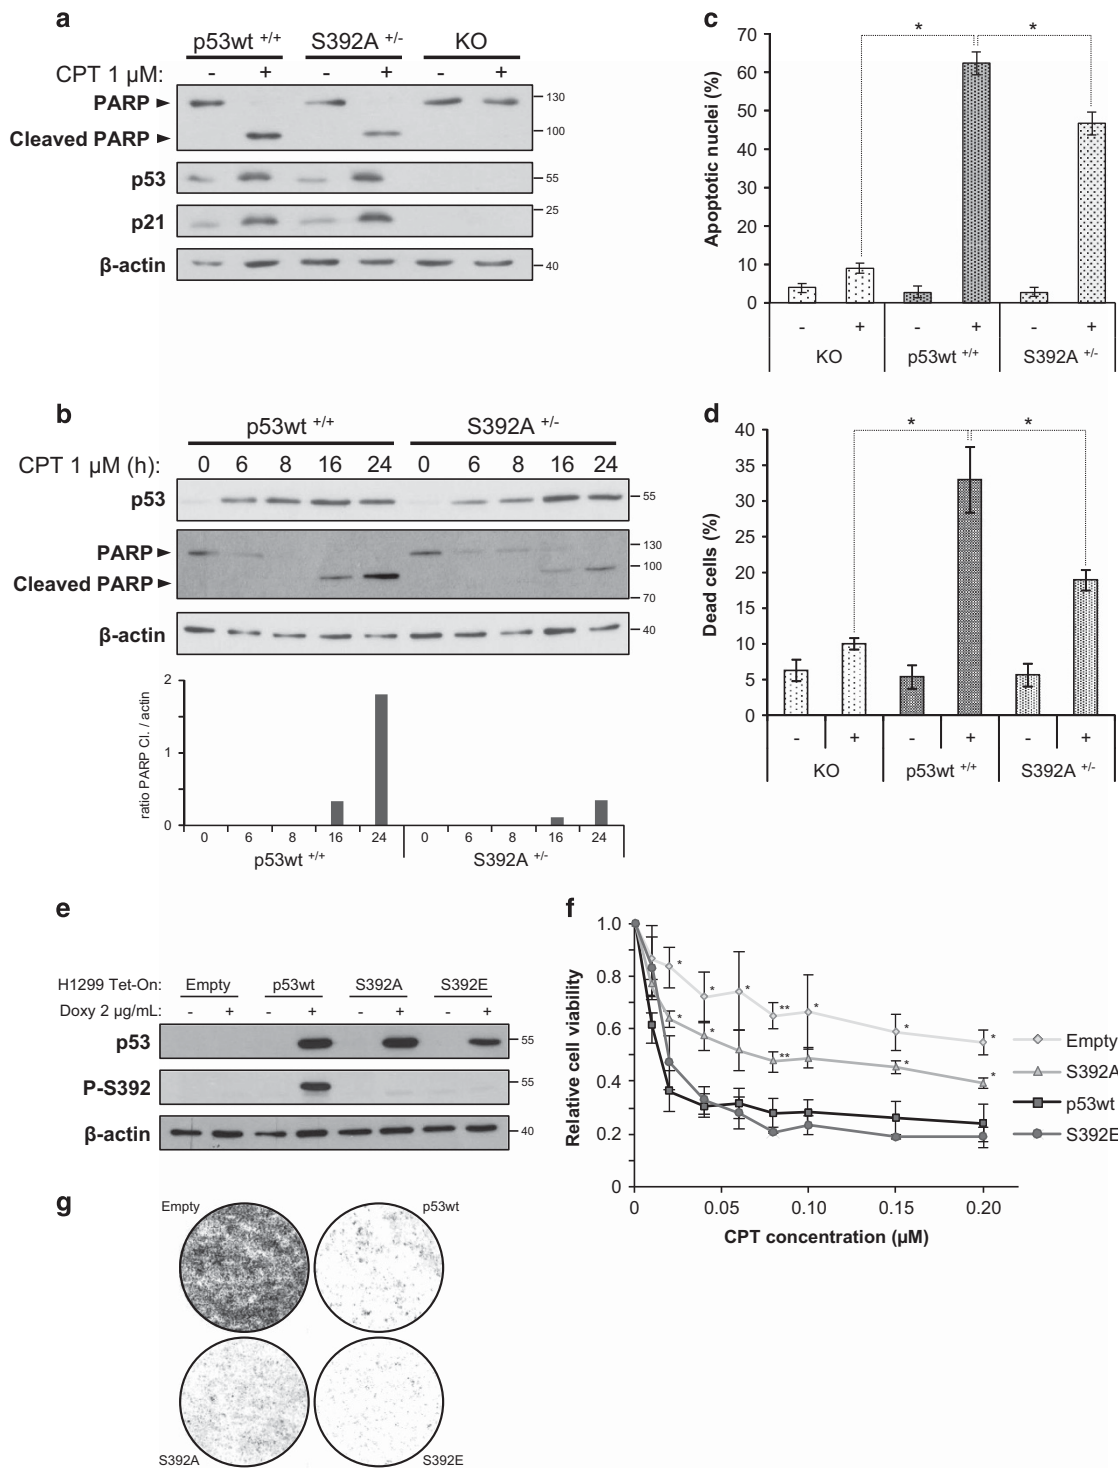 a
p53wt +/+ S392A +/- KO
CPT 1 µM: - + - + - +
PARP ► 130
Cleaved PARP ► 100
p53 55
p21 25
β-actin 40
b
p53wt +/+ S392A +/-
CPT 1 µM (h): 0 6 8 16 24 0 6 8 16 24
p53 55
PARP ► 130
100
Cleaved PARP ►
70
β-actin 40
ratio PARP Cl. / actin
2
1
0
0 6 8 16 24 0 6 8 16 24
p53wt +/+ S392A +/-
c
* *
Apoptotic nuclei (%)
70
60
50
40
30
20
10
0
- + - + - +
KO p53wt +/+ S392A +/-
d
* *
Dead cells (%)
40
35
30
25
20
15
10
5
0
- + - + - +
KO p53wt +/+ S392A +/-
e
H1299 Tet-On: Empty p53wt S392A S392E
Doxy 2 µg/mL: - + - + - + - +
p53 55
P-S392 55
β-actin 40
f
Relative cell viability
1.0
0.8
0.6
0.4
0.2
0
* * * ** * * *
* * ** * *
0 0.05 0.10 0.15 0.20
CPT concentration (µM)
Empty
S392A
p53wt
S392E
g
Empty p53wt
S392A S392E